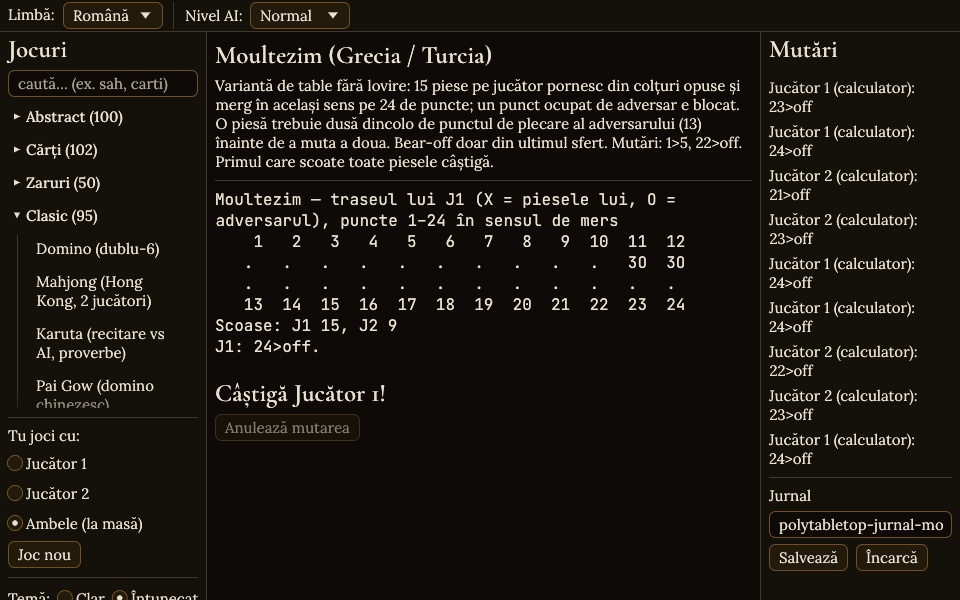 Limbă: Română ▼ Nivel AI: Normal ▼
Jocuri
caută... (ex. sah, carti)
▸ Abstract (100)
▸ Cărți (102)
▸ Zaruri (50)
▾ Clasic (95)
Domino (dublu-6)
Mahjong (Hong
Kong, 2 jucători)
Karuta (recitare vs
AI, proverbe)
Pai Gow (domino
chinezesc)
Tu joci cu:
Jucător 1
Jucător 2
Ambele (la masă)
Joc nou
Temă: Clar Întunecat
Moultezim (Grecia / Turcia)
Variantă de table fără lovire: 15 piese pe jucător pornesc din colțuri opuse și
merg în același sens pe 24 de puncte; un punct ocupat de adversar e blocat.
O piesă trebuie dusă dincolo de punctul de plecare al adversarului (13)
înainte de a muta a doua. Bear-off doar din ultimul sfert. Mutări: 1>5, 22>off.
Primul care scoate toate piesele câștigă.
Moultezim — traseul lui J1 (X = piesele lui, O =
adversarul), puncte 1–24 în sensul de mers
1 2 3 4 5 6 7 8 9 10 11 12
. . . . . . . . . . 3O 3O
. . . . . . . . . . . .
13 14 15 16 17 18 19 20 21 22 23 24
Scoase: J1 15, J2 9
J1: 24>off.
Câștigă Jucător 1!
Anulează mutarea
Mutări
Jucător 1 (calculator):
23>off
Jucător 1 (calculator):
24>off
Jucător 2 (calculator):
21>off
Jucător 2 (calculator):
23>off
Jucător 1 (calculator):
24>off
Jucător 1 (calculator):
24>off
Jucător 2 (calculator):
22>off
Jucător 2 (calculator):
23>off
Jucător 1 (calculator):
24>off
Jurnal
polytabletop-jurnal-mo
Salvează Încarcă